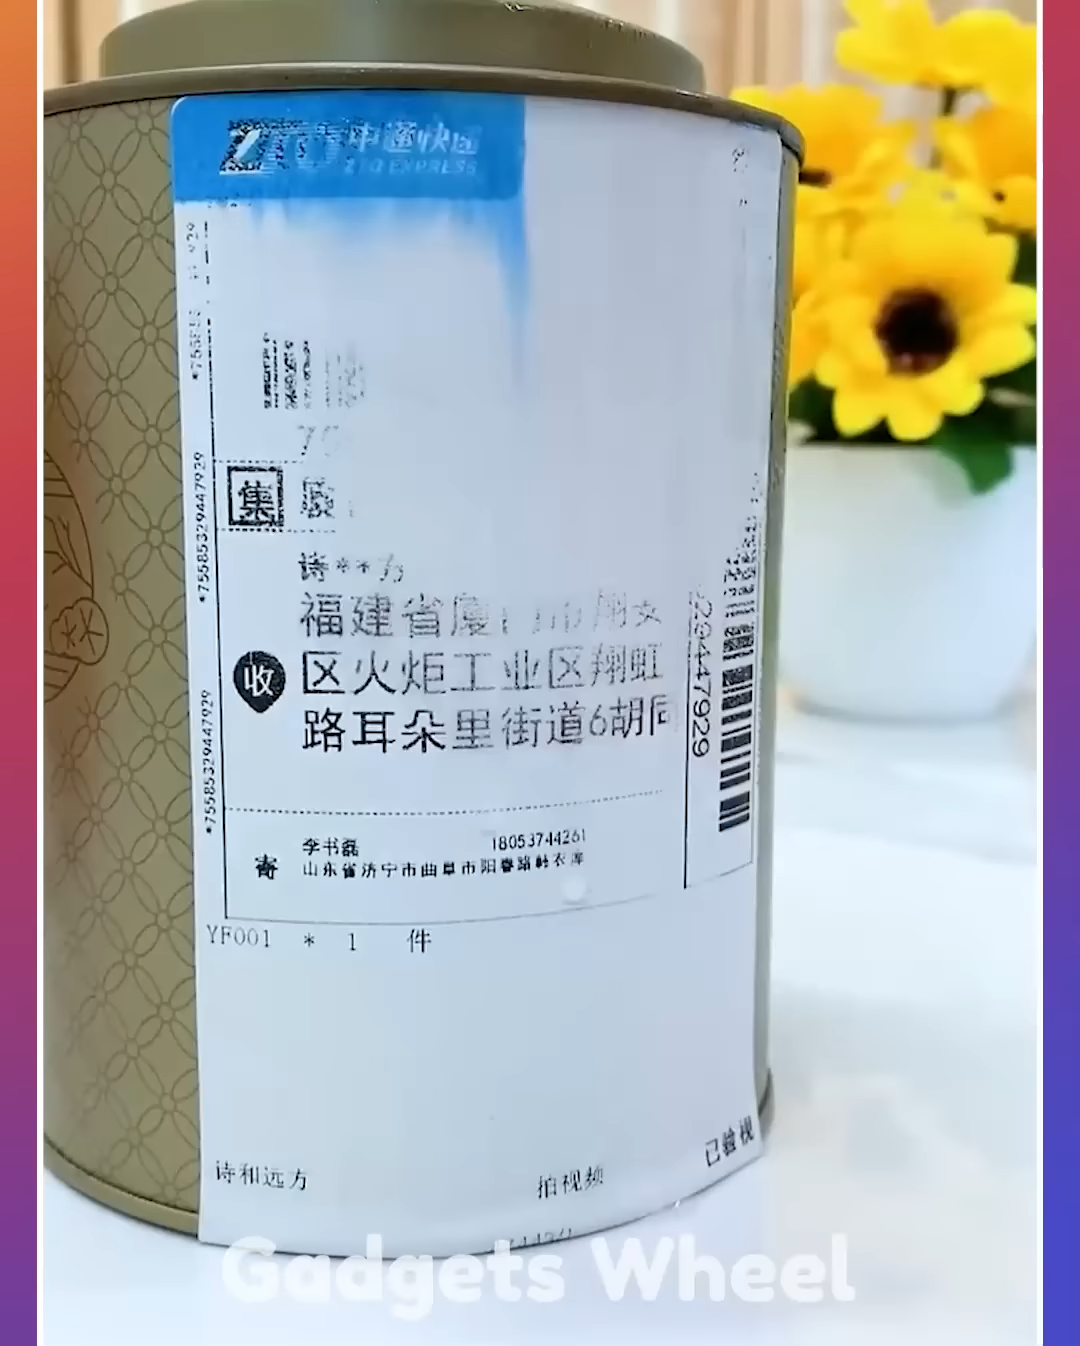 中通快递
ZTO EXPRESS
集
诗**方
福建省厦
区火炬工业区翔虹
路耳朵里街道6胡同
收
李书磊 18053744261
寄
山东省济宁市曲阜市阳春路
YF001 * 1 件
*75585329447929
*75585329447929
29447929
诗和远方
拍视频
已验视
Gadgets Wheel